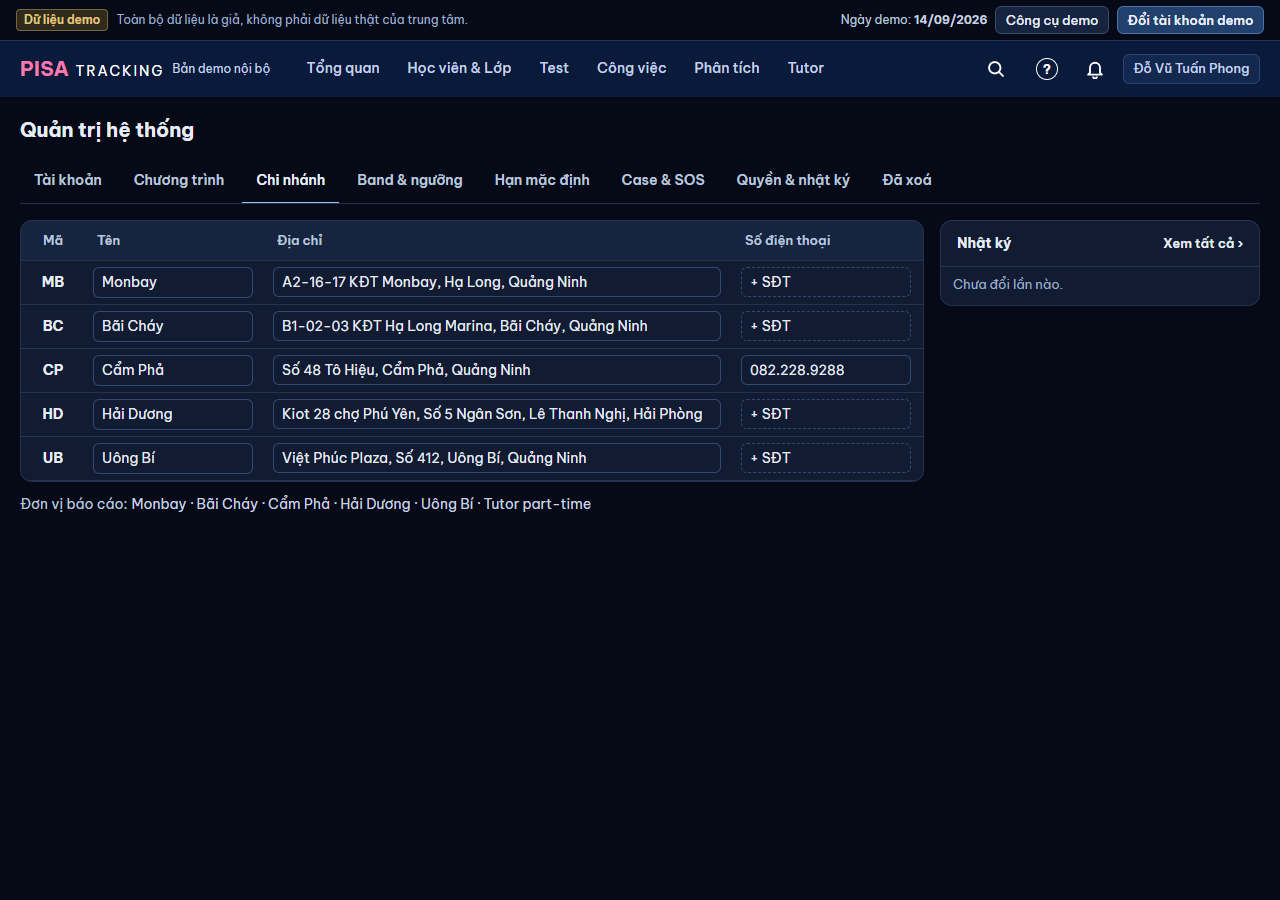 Dữ liệu demo Toàn bộ dữ liệu là giả, không phải dữ liệu thật của trung tâm. Ngày demo: 14/09/2026 Công cụ demo Đổi tài khoản demo
PISA TRACKING Bản demo nội bộ Tổng quan Học viên & Lớp Test Công việc Phân tích Tutor ? Đỗ Vũ Tuấn Phong
Quản trị hệ thống
Tài khoản Chương trình Chi nhánh Band & ngưỡng Hạn mặc định Case & SOS Quyền & nhật ký Đã xoá
Mã Tên Địa chỉ Số điện thoại
MB Monbay A2-16-17 KĐT Monbay, Hạ Long, Quảng Ninh + SĐT
BC Bãi Cháy B1-02-03 KĐT Hạ Long Marina, Bãi Cháy, Quảng Ninh + SĐT
CP Cẩm Phả Số 48 Tô Hiệu, Cẩm Phả, Quảng Ninh 082.228.9288
HD Hải Dương Kiot 28 chợ Phú Yên, Số 5 Ngân Sơn, Lê Thanh Nghị, Hải Phòng + SĐT
UB Uông Bí Việt Phúc Plaza, Số 412, Uông Bí, Quảng Ninh + SĐT
Đơn vị báo cáo: Monbay · Bãi Cháy · Cẩm Phả · Hải Dương · Uông Bí · Tutor part-time
Nhật ký Xem tất cả ›
Chưa đổi lần nào.